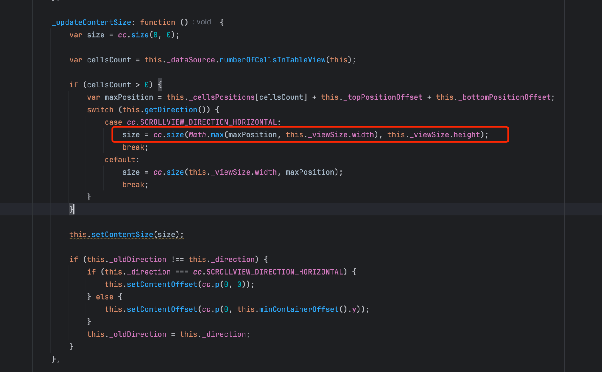 _updateContentSize: function () :void {
var size = cc.size(0, 0);
var cellsCount = this._dataSource.numberOfCellsInTableView(this);
if (cellsCount > 0) {
var maxPosition = this._cellsPositions[cellsCount] + this._topPositionOffset + this._bottomPositionOffset;
switch (this.getDirection()) {
case cc.SCROLLVIEW_DIRECTION_HORIZONTAL:
size = cc.size(Math.max(maxPosition, this._viewSize.width), this._viewSize.height);
break;
default:
size = cc.size(this._viewSize.width, maxPosition);
break;
}
}
this.setContentSize(size);
if (this._oldDirection !== this._direction) {
if (this._direction === cc.SCROLLVIEW_DIRECTION_HORIZONTAL) {
this.setContentOffset(cc.p(0, 0));
} else {
this.setContentOffset(cc.p(0, this.minContainerOffset().y));
}
this._oldDirection = this._direction;
}
},